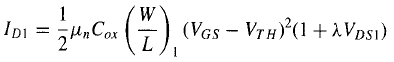 I_{D1} = \frac{1}{2} \mu_n C_{ox} \left( \frac{W}{L} \right)_1 (V_{GS} - V_{TH})^2 (1 + \lambda V_{DS1})